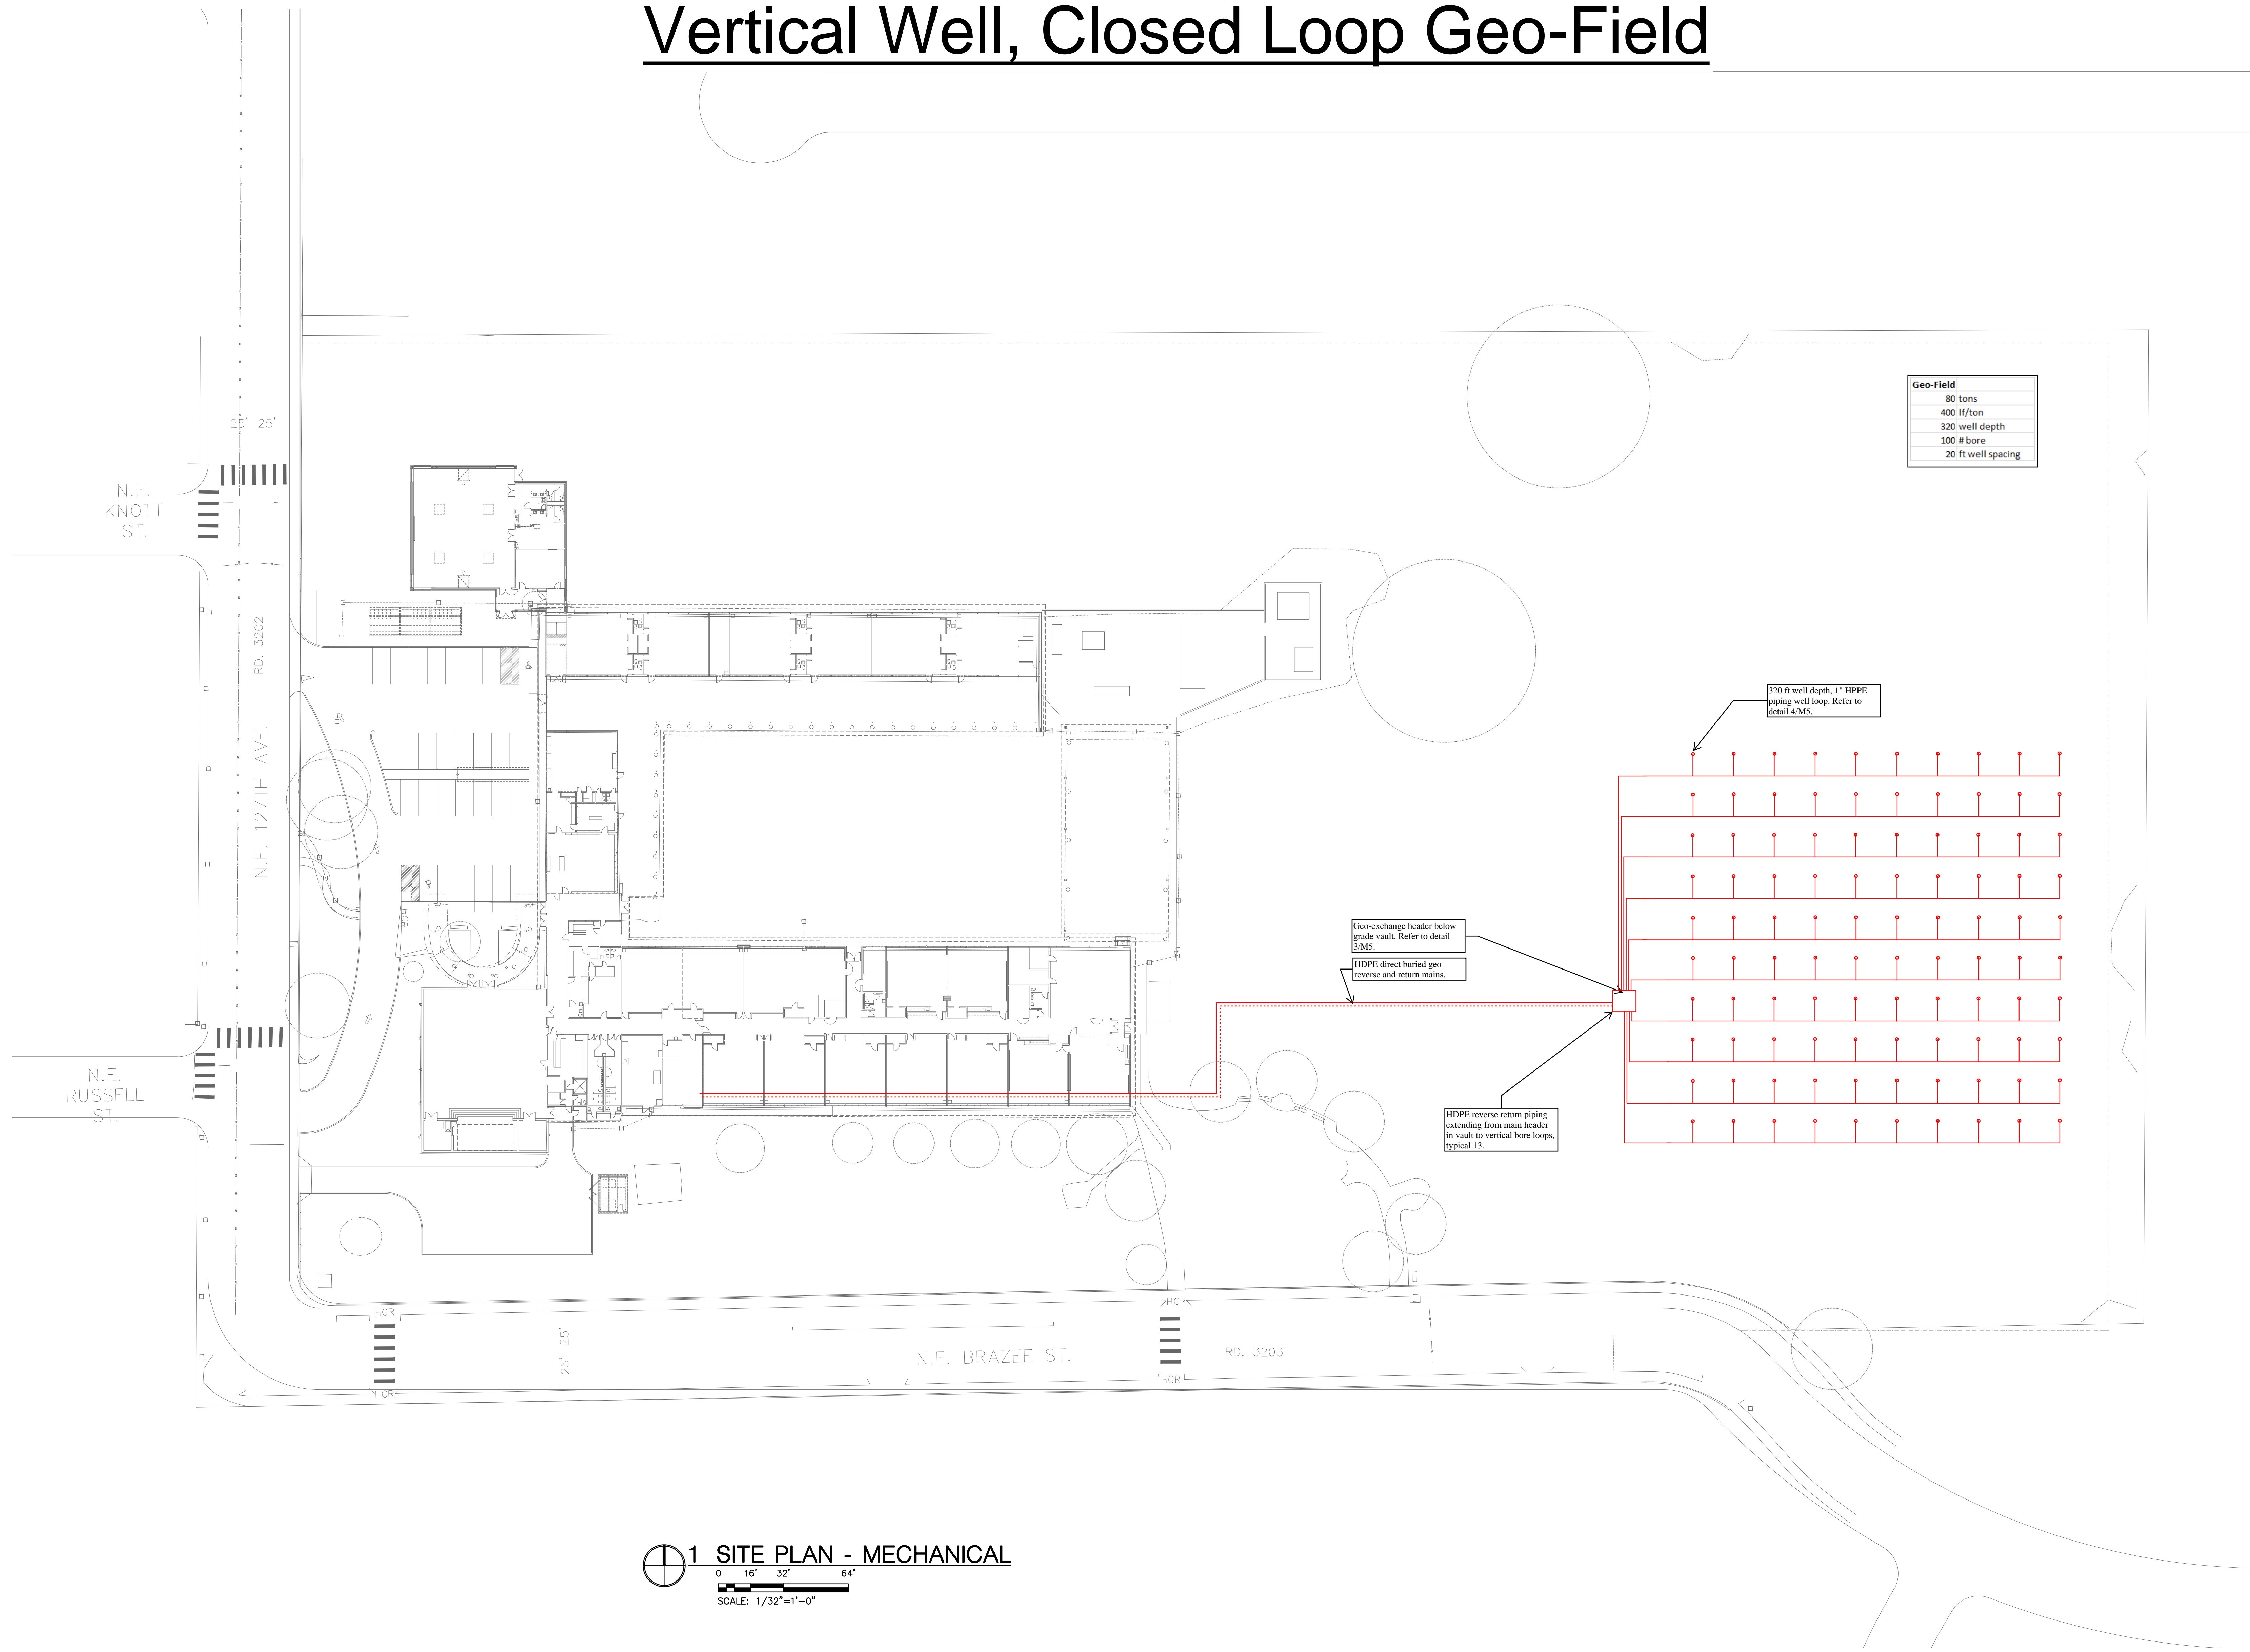 Vertical Well, Closed Loop Geo-Field
25' 25'
Geo-Field
80 tons
400 lf/ton
320 well depth
100 # bore
20 ft well spacing
N.E.
KNOTT
ST.
RD. 3202
N.E. 127TH AVE.
320 ft well depth, 1" HPPE
piping well loop. Refer to
detail 4/M5.
HCR
Geo-exchange header below
grade vault. Refer to detail
3/M5.
HDPE direct buried geo
reverse and return mains.
N.E.
RUSSELL
ST.
HDPE reverse return piping
extending from main header
in vault to vertical bore loops,
typical 13.
HCR
HCR
25' 25'
N.E. BRAZEE ST.
RD. 3203
HCR
HCR
1 SITE PLAN - MECHANICAL
0 16' 32' 64'
SCALE: 1/32"=1'-0"